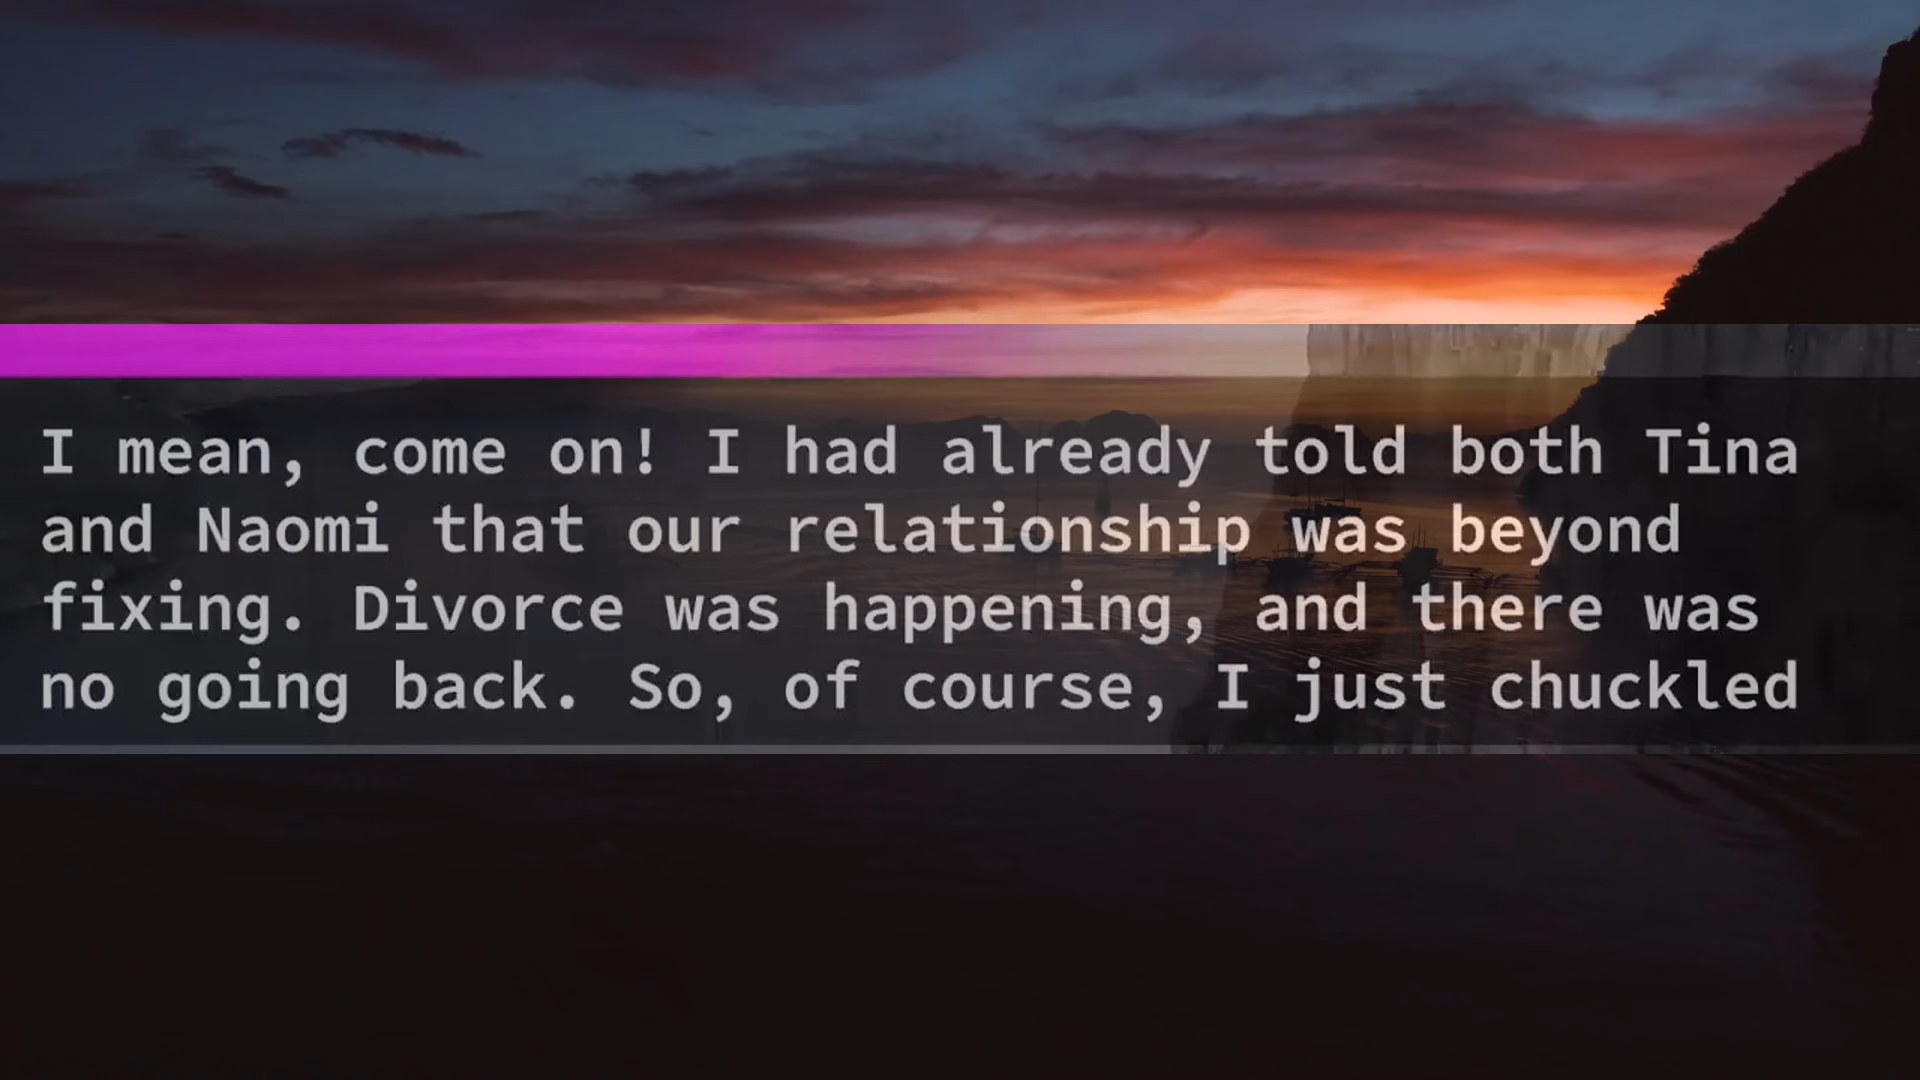 I mean, come on! I had already told both Tina
and Naomi that our relationship was beyond
fixing. Divorce was happening, and there was
no going back. So, of course, I just chuckled